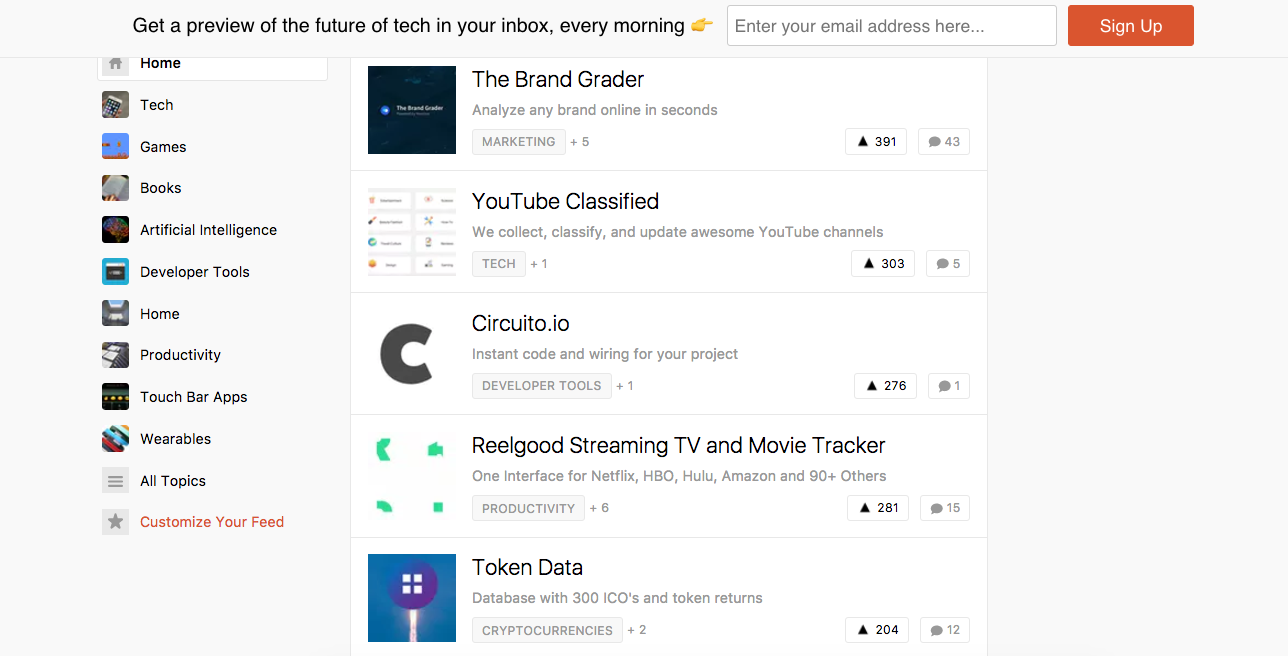 Get a preview of the future of tech in your inbox, every morning 👉
Enter your email address here...
Sign Up
Home
Tech
Games
Books
Artificial Intelligence
Developer Tools
Home
Productivity
Touch Bar Apps
Wearables
All Topics
Customize Your Feed
The Brand Grader
The Brand Grader
Analyze any brand online in seconds
MARKETING + 5
▲ 391
43
YouTube Classified
We collect, classify, and update awesome YouTube channels
TECH + 1
▲ 303
5
Circuito.io
Instant code and wiring for your project
DEVELOPER TOOLS + 1
▲ 276
1
Reelgood Streaming TV and Movie Tracker
One Interface for Netflix, HBO, Hulu, Amazon and 90+ Others
PRODUCTIVITY + 6
▲ 281
15
Token Data
Database with 300 ICO's and token returns
CRYPTOCURRENCIES + 2
▲ 204
12